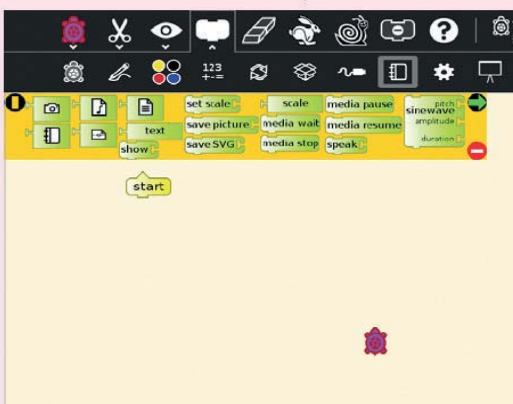 ?
123
+-=
set scale
scale
media pause
pitch
sinewave
amplitude
duration
text
save picture
media wait
media resume
show
save SVG
media stop
speak
start